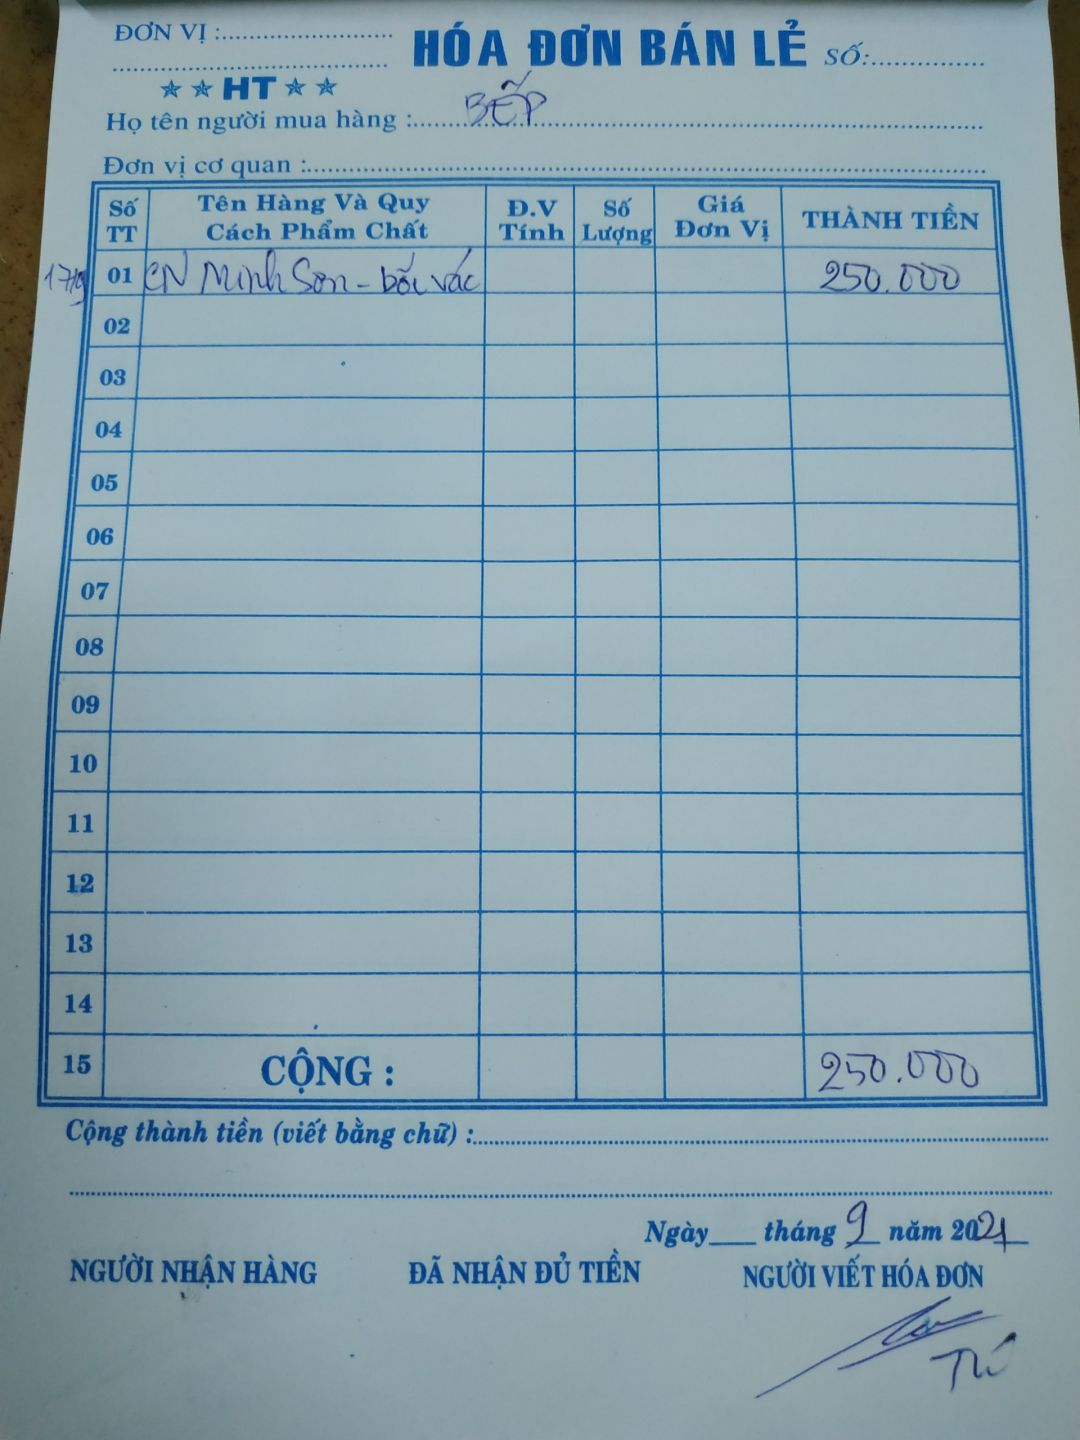 ĐƠN VỊ :........................
HÓA ĐƠN BÁN LẺ SỐ:..............
★ ★ HT ★ ★
Họ tên người mua hàng : BẾP
Đơn vị cơ quan :
Số TT Tên Hàng Và Quy Cách Phẩm Chất Đ.V Tính Số Lượng Giá Đơn Vị THÀNH TIỀN
17/9 01 CN Minh Sơn - bốc vác 250.000
02
03
04
05
06
07
08
09
10
11
12
13
14
15 CỘNG : 250.000
Cộng thành tiền (viết bằng chữ) :
Ngày___ tháng 9 năm 2021
NGƯỜI NHẬN HÀNG ĐÃ NHẬN ĐỦ TIỀN NGƯỜI VIẾT HÓA ĐƠN
Tú